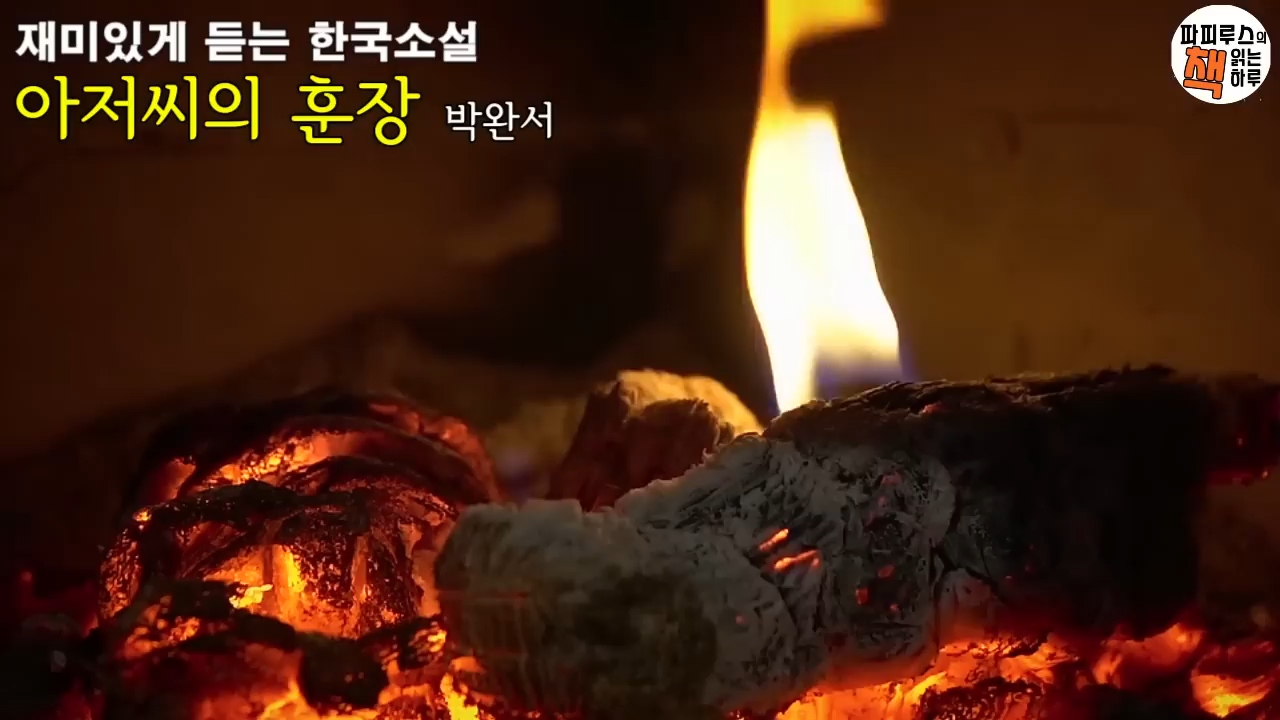 재미있게 듣는 한국소설
아저씨의 훈장 박완서
파피루스의
책 읽는
하루